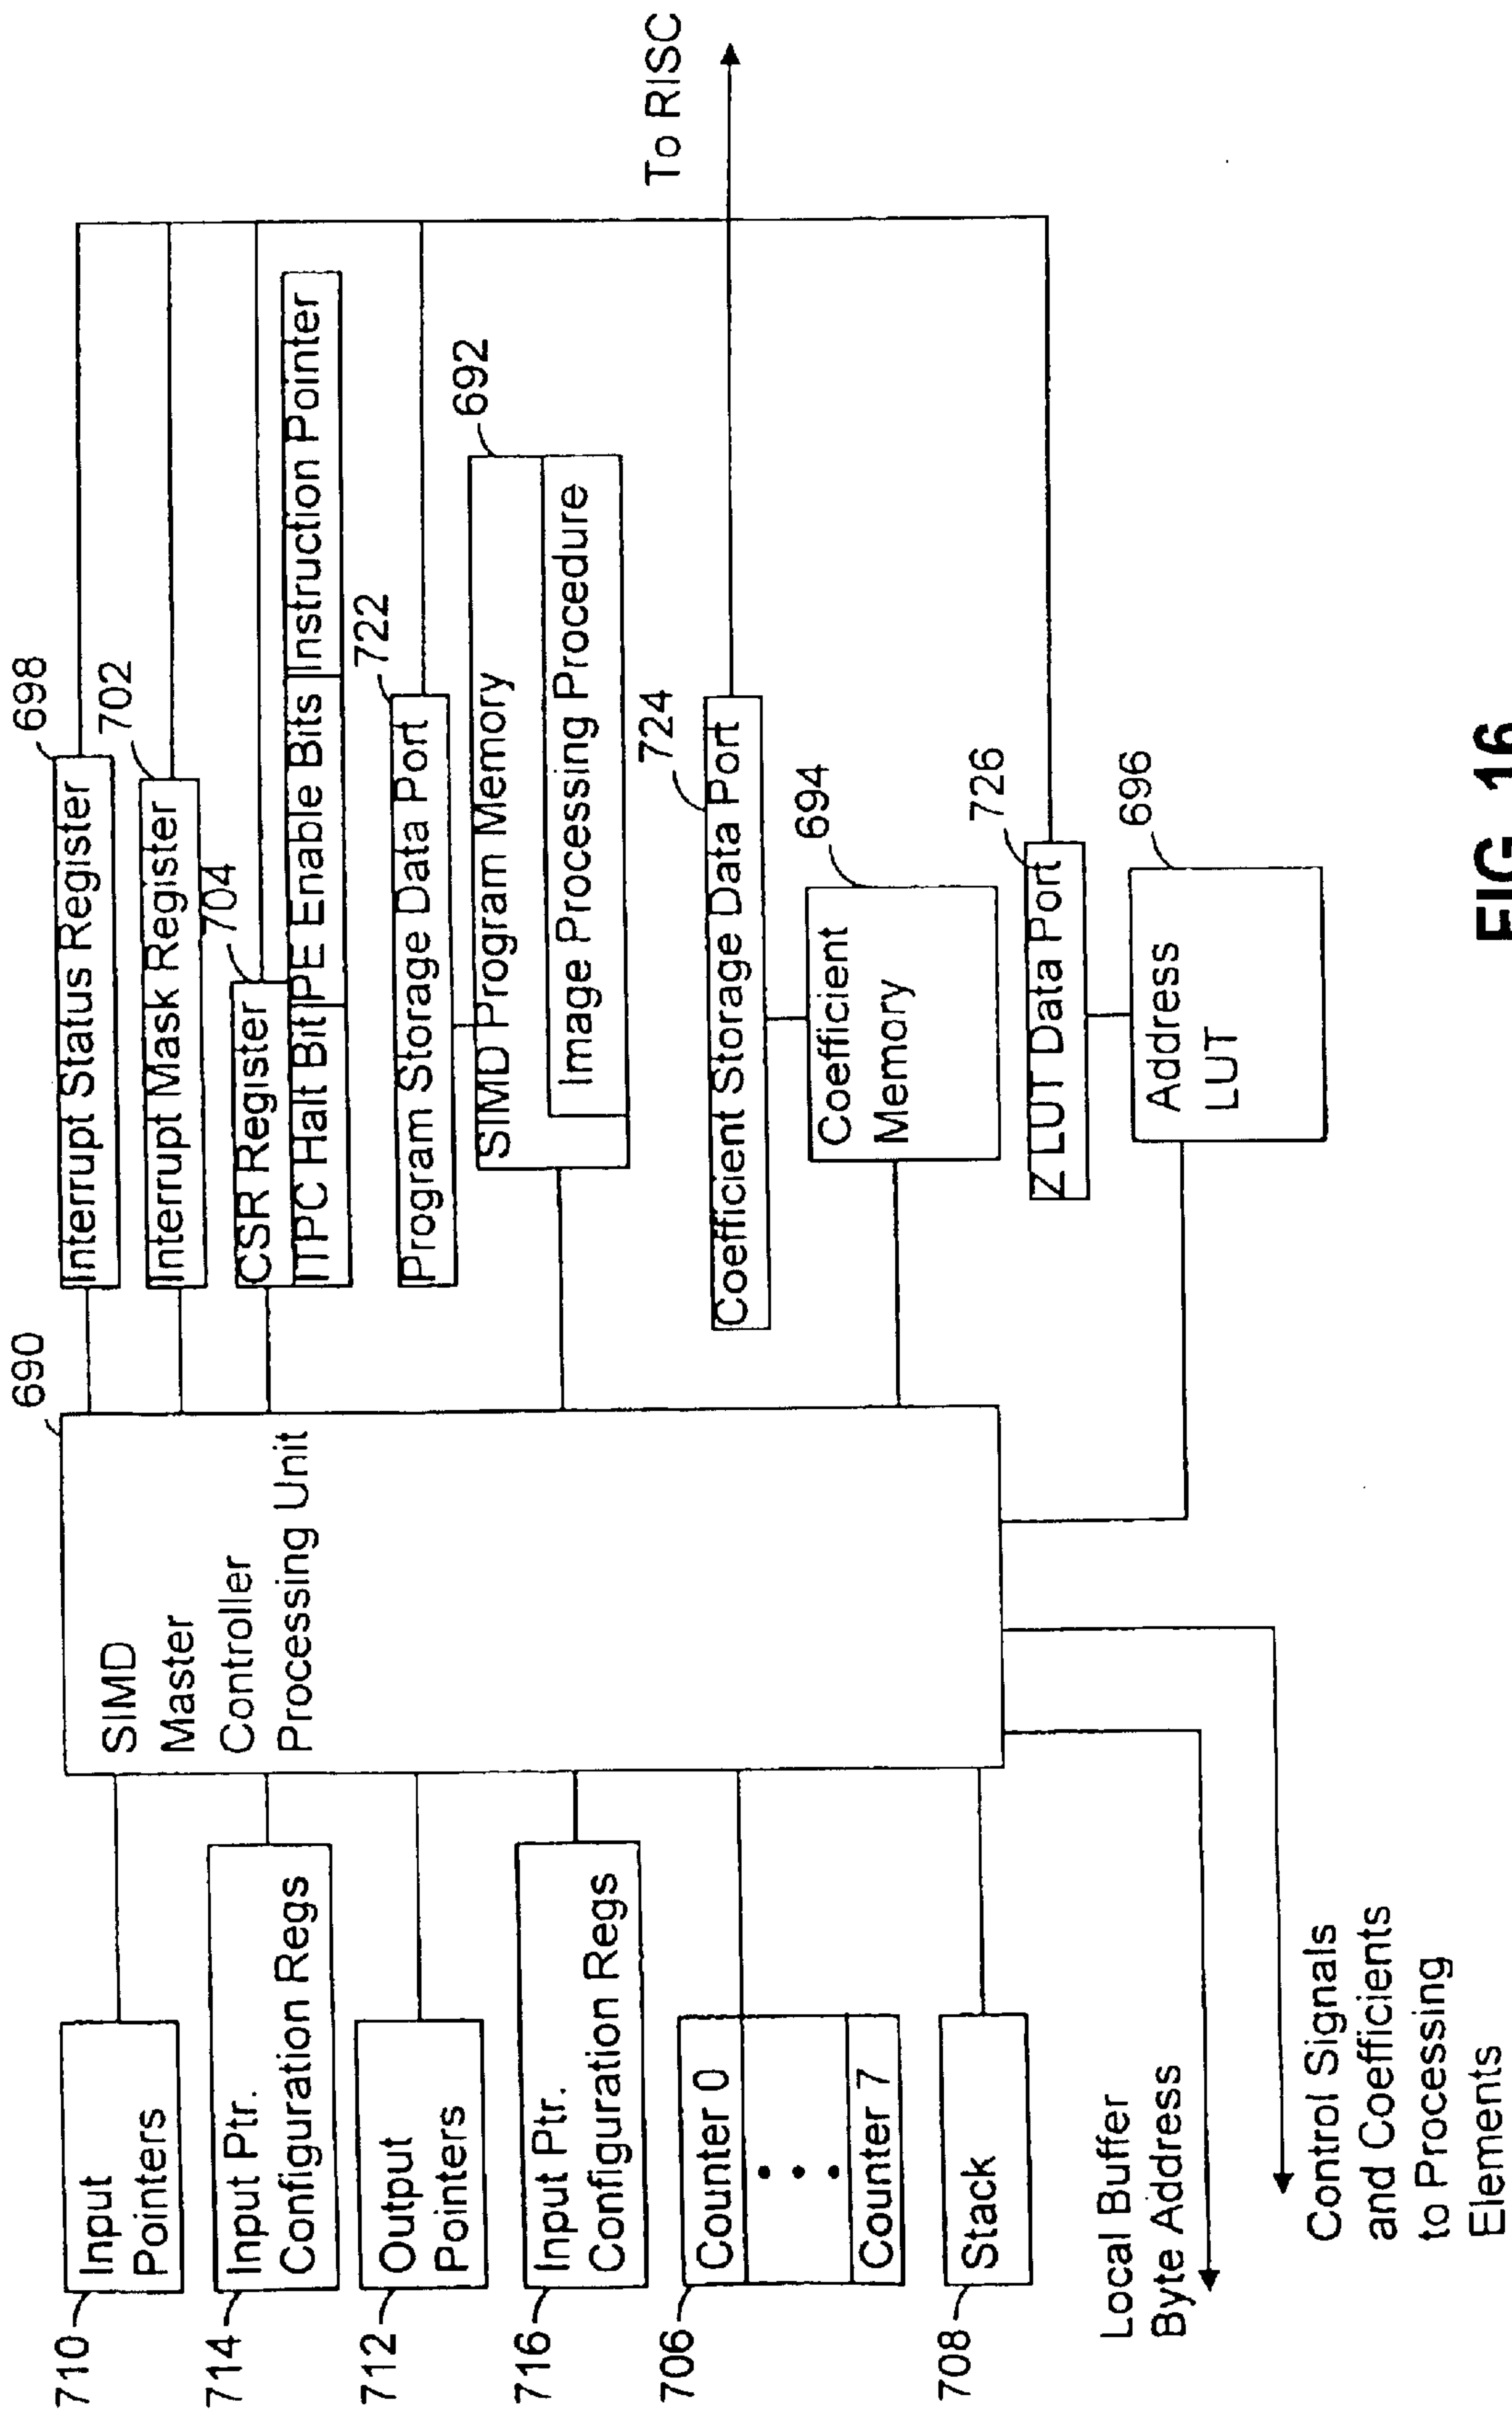 710
Input
Pointers
714
Input Ptr.
Configuration Regs
712
Output
Pointers
716
Input Ptr.
Configuration Regs
706
Counter 0
Counter 7
708
Stack
Local Buffer
Byte Address
Control Signals
and Coefficients
to Processing
Elements
690
SIMD
Master
Controller
Processing Unit
698
Interrupt Status Register
702
Interrupt Mask Register
704
CSR Register
ITPC Halt Bit PE Enable Bits Instruction Pointer
722
Program Storage Data Port
692
SIMD Program Memory
Image Processing Procedure
724
Coefficient Storage Data Port
694
Coefficient
Memory
726
Z LUT Data Port
696
Address
LUT
To RISC
FIG. 16